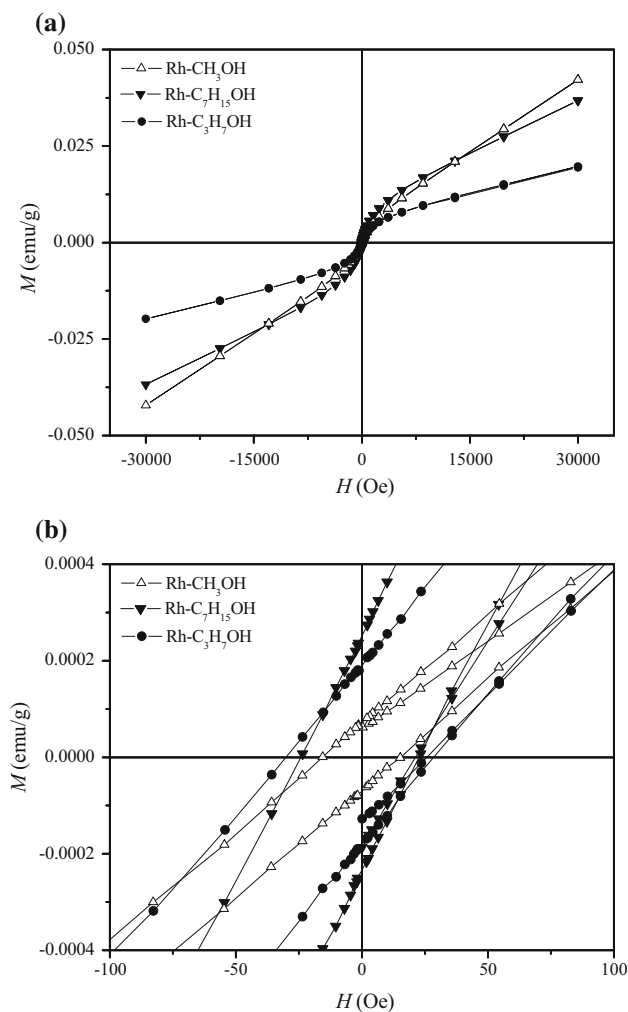 (a)
0.050
0.025
0.000
-0.025
-0.050
M (emu/g)
Rh-CH₃OH
Rh-C₇H₁₅OH
Rh-C₃H₇OH
-30000 -15000 0 15000 30000
H (Oe)
(b)
0.0004
0.0002
0.0000
-0.0002
-0.0004
M (emu/g)
Rh-CH₃OH
Rh-C₇H₁₅OH
Rh-C₃H₇OH
-100 -50 0 50 100
H (Oe)